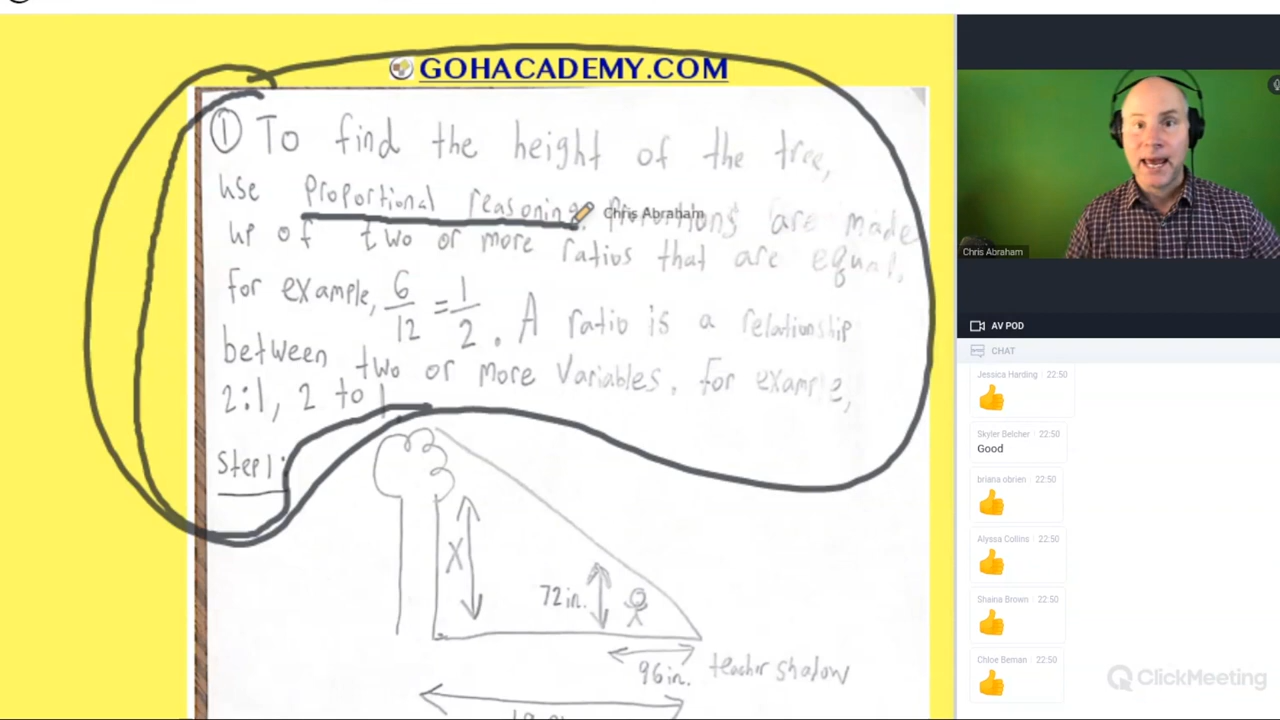 GOHACADEMY.COM
① To find the height of the tree,
use Proportional reasoning. Proportions are made
Chris Abraham
up of two or more ratios that are equal,
for example, 6/12 = 1/2. A ratio is a relationship
between two or more variables, for example,
2:1, 2 to 1.
Step 1:
X
72in.
96in. teacher shadow
Chris Abraham
AV POD
CHAT
Jessica Harding 22:50
Skyler Belcher 22:50
Good
briana obrien 22:50
Alyssa Collins 22:50
Shaina Brown 22:50
Chloe Beman 22:50
ClickMeeting